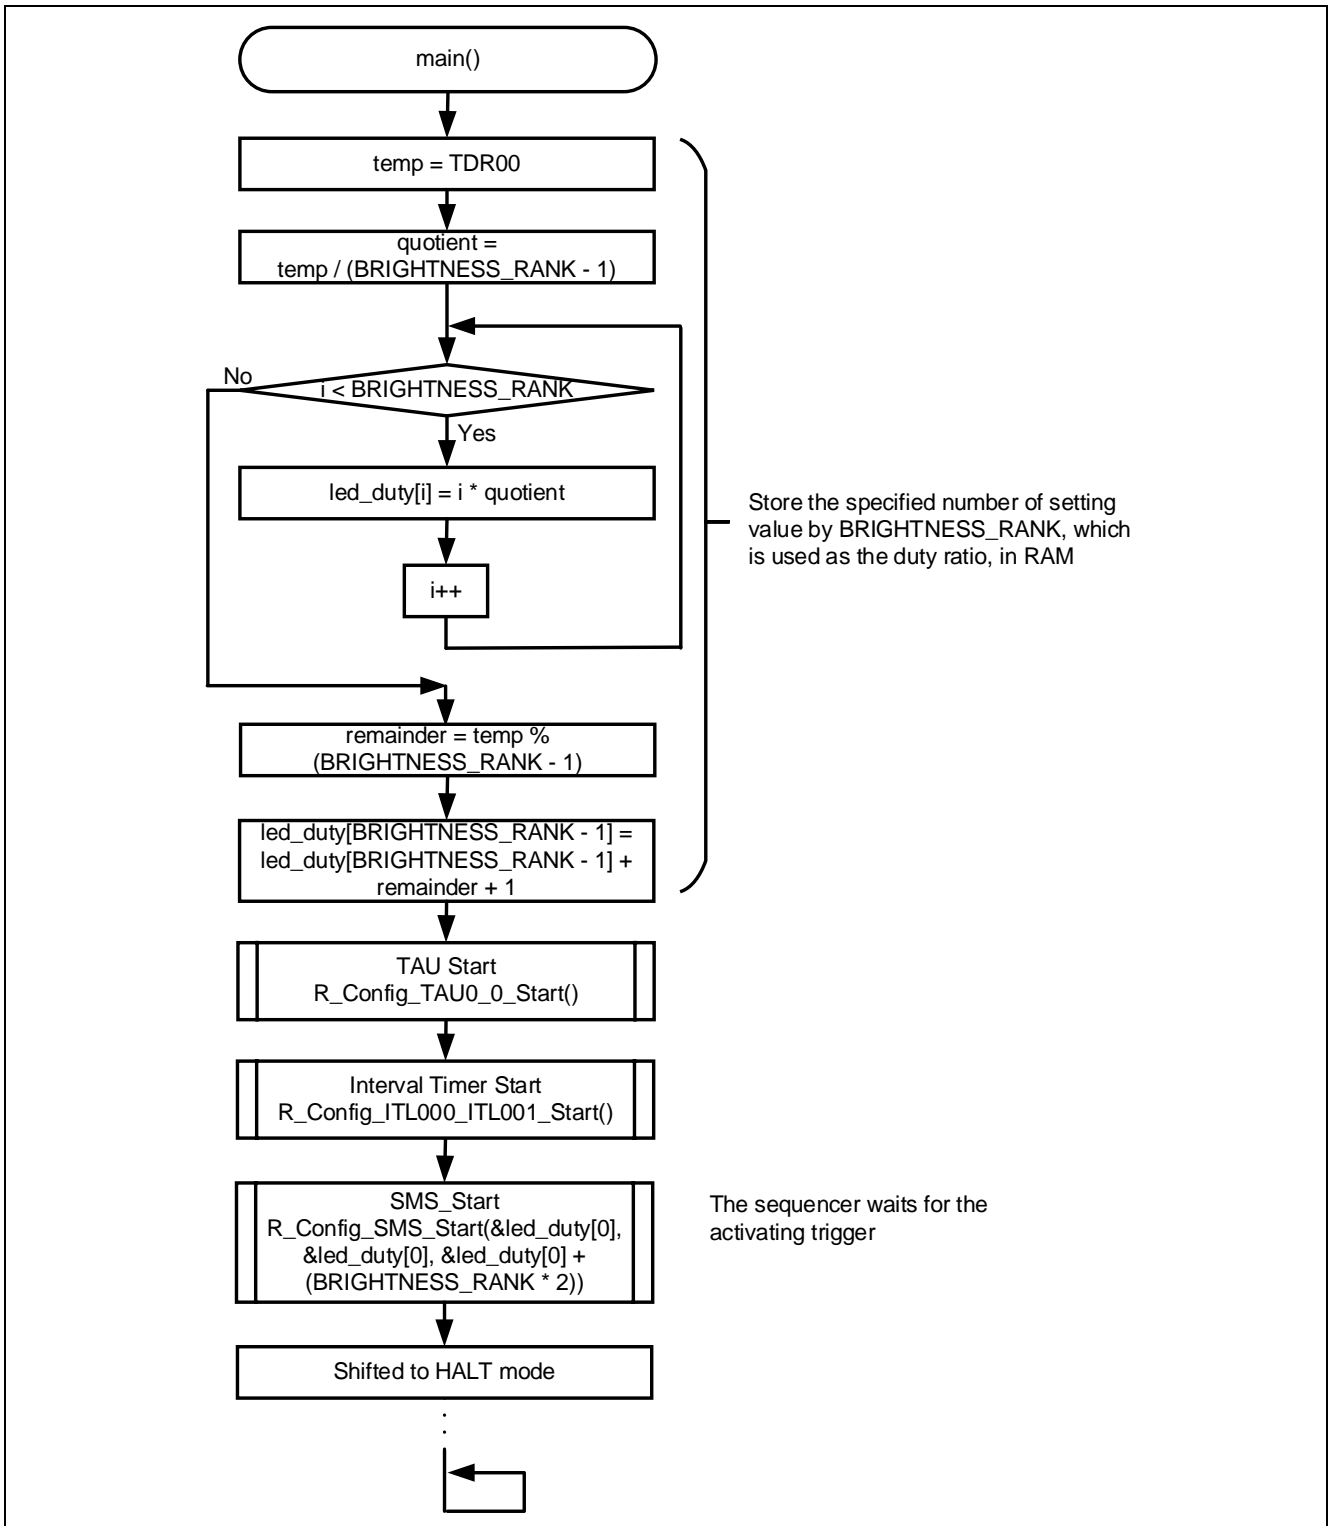 main()
temp = TDR00
quotient =
temp / (BRIGHTNESS_RANK - 1)
No
i < BRIGHTNESS_RANK
Yes
led_duty[i] = i * quotient
i++
Store the specified number of setting
value by BRIGHTNESS_RANK, which
is used as the duty ratio, in RAM
remainder = temp %
(BRIGHTNESS_RANK - 1)
led_duty[BRIGHTNESS_RANK - 1] =
led_duty[BRIGHTNESS_RANK - 1] +
remainder + 1
TAU Start
R_Config_TAU0_0_Start()
Interval Timer Start
R_Config_ITL000_ITL001_Start()
SMS_Start
R_Config_SMS_Start(&led_duty[0],
&led_duty[0], &led_duty[0] +
(BRIGHTNESS_RANK * 2))
The sequencer waits for the
activating trigger
Shifted to HALT mode